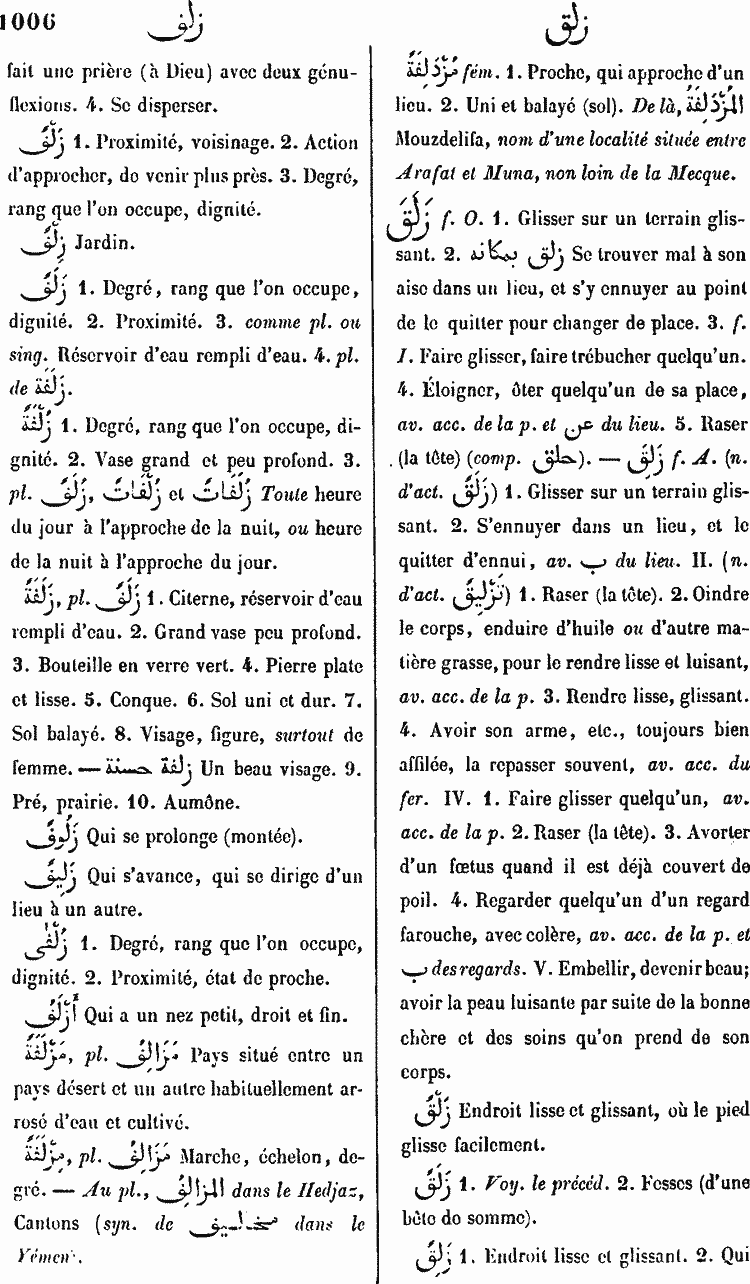 1006
زلف
زلق
fait une prière (à Dieu) avec deux génu-
flexions. 4. Se disperser.
زَلْفٌ 1. Proximité, voisinage. 2. Action
d'approcher, de venir plus près. 3. Degré,
rang que l'on occupe, dignité.
زِلْفٌ Jardin.
زَلَفٌ 1. Degré, rang que l'on occupe,
dignité. 2. Proximité. 3. comme pl. ou
sing. Réservoir d'eau rempli d'eau. 4. pl.
de زَلَفَةٌ.
زُلْفَةٌ 1. Degré, rang que l'on occupe, di-
gnité. 2. Vase grand et peu profond. 3.
pl. زُلَفٌ, زُلَفَاتٌ et زُلْفَاتٌ Toute heure
du jour à l'approche de la nuit, ou heure
de la nuit à l'approche du jour.
زَلَفَةٌ, pl. زَلَفٌ 1. Citerne, réservoir d'eau
rempli d'eau. 2. Grand vase peu profond.
3. Bouteille en verre vert. 4. Pierre plate
et lisse. 5. Conque. 6. Sol uni et dur. 7.
Sol balayé. 8. Visage, figure, surtout de
femme. — زلفة حسنة Un beau visage. 9.
Pré, prairie. 10. Aumône.
زَلُوفٌ Qui se prolonge (montée).
زَلِيفٌ Qui s'avance, qui se dirige d'un
lieu à un autre.
زُلْفَى 1. Degré, rang que l'on occupe,
dignité. 2. Proximité, état de proche.
أَزْلَفُ Qui a un nez petit, droit et fin.
مَزْلَفَةٌ, pl. مَزَالِفُ Pays situé entre un
pays désert et un autre habituellement ar-
rosé d'eau et cultivé.
مِزْلَفَةٌ, pl. مَزَالِفُ Marche, échelon, de-
gré. — Au pl., المزالِفُ dans le Hedjaz,
Cantons (syn. de مخـاليـف dans le
Yémen.
مُزْدَلِفَةٌ fém. 1. Proche, qui approche d'un
lieu. 2. Uni et balayé (sol). De là, المُزْدَلِفَةُ
Mouzdelifa, nom d'une localité située entre
Arafat et Muna, non loin de la Mecque.
زَلَقَ f. O. 1. Glisser sur un terrain glis-
sant. 2. زلق بمكانه Se trouver mal à son
aise dans un lieu, et s'y ennuyer au point
de le quitter pour changer de place. 3. f.
I. Faire glisser, faire trébucher quelqu'un.
4. Éloigner, ôter quelqu'un de sa place,
av. acc. de la p. et عن du lieu. 5. Raser
(la tête) (comp. حلق). — زَلِقَ f. A. (n.
d'act. زَلَقٌ) 1. Glisser sur un terrain glis-
sant. 2. S'ennuyer dans un lieu, et le
quitter d'ennui, av. ب du lieu. II. (n.
d'act. تَزْلِيقٌ) 1. Raser (la tête). 2. Oindre
le corps, enduire d'huile ou d'autre ma-
tière grasse, pour le rendre lisse et luisant,
av. acc. de la p. 3. Rendre lisse, glissant.
4. Avoir son arme, etc., toujours bien
affilée, la repasser souvent, av. acc. du
fer. IV. 1. Faire glisser quelqu'un, av.
acc. de la p. 2. Raser (la tête). 3. Avorter
d'un fœtus quand il est déjà couvert de
poil. 4. Regarder quelqu'un d'un regard
farouche, avec colère, av. acc. de la p. et
ب des regards. V. Embellir, devenir beau;
avoir la peau luisante par suite de la bonne
chère et des soins qu'on prend de son
corps.
زَلْقٌ Endroit lisse et glissant, où le pied
glisse facilement.
زَلَقٌ 1. Voy. le précéd. 2. Fesses (d'une
bête de somme).
زَلِقٌ 1. Endroit lisse et glissant. 2. Qui